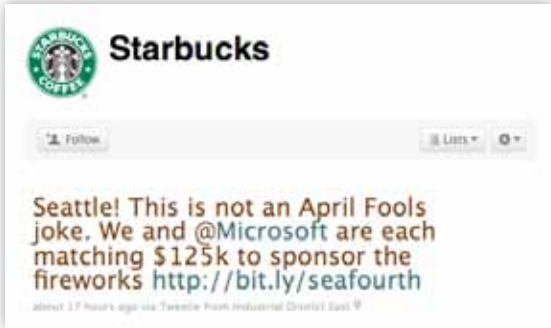 STARBUCKS
COFFEE
Starbucks
Follow
Lists
Seattle! This is not an April Fools
joke. We and @Microsoft are each
matching $125k to sponsor the
fireworks http://bit.ly/seafourth
about 17 hours ago via Tweetie from Industrial District East